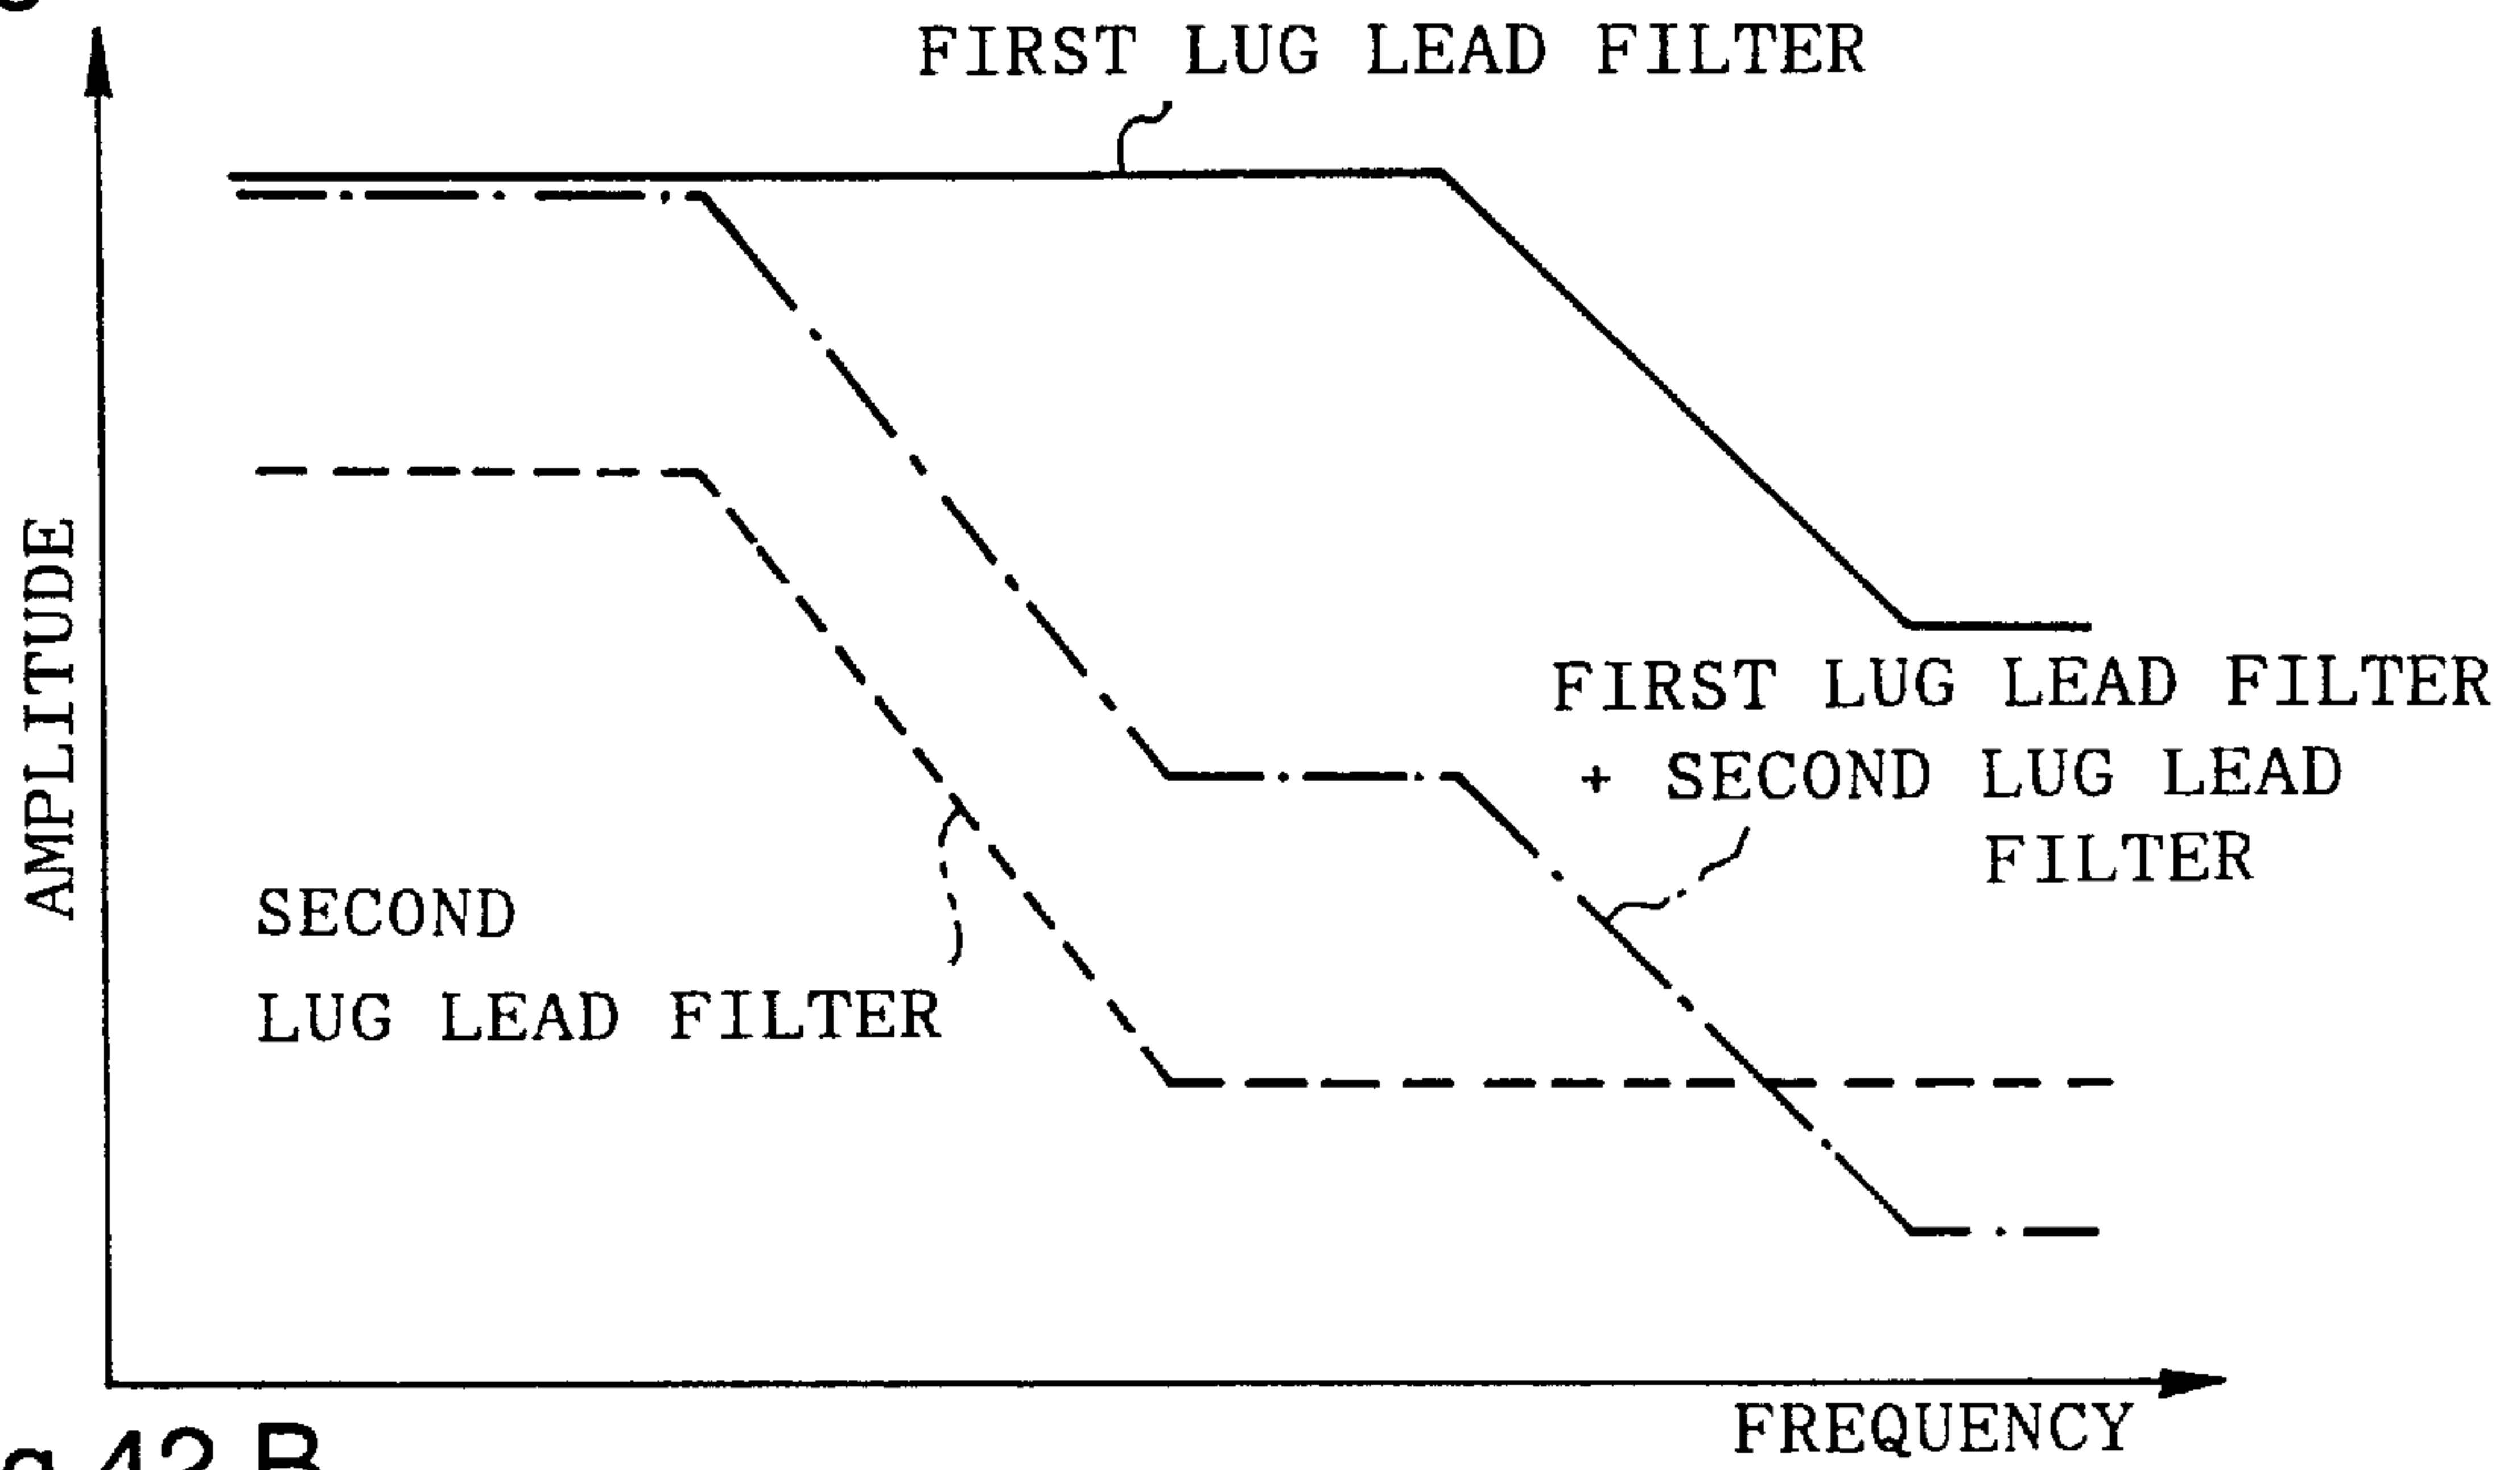 FIRST LUG LEAD FILTER
AMPLITUDE
FIRST LUG LEAD FILTER
+ SECOND LUG LEAD
FILTER
SECOND
LUG LEAD FILTER
FREQUENCY